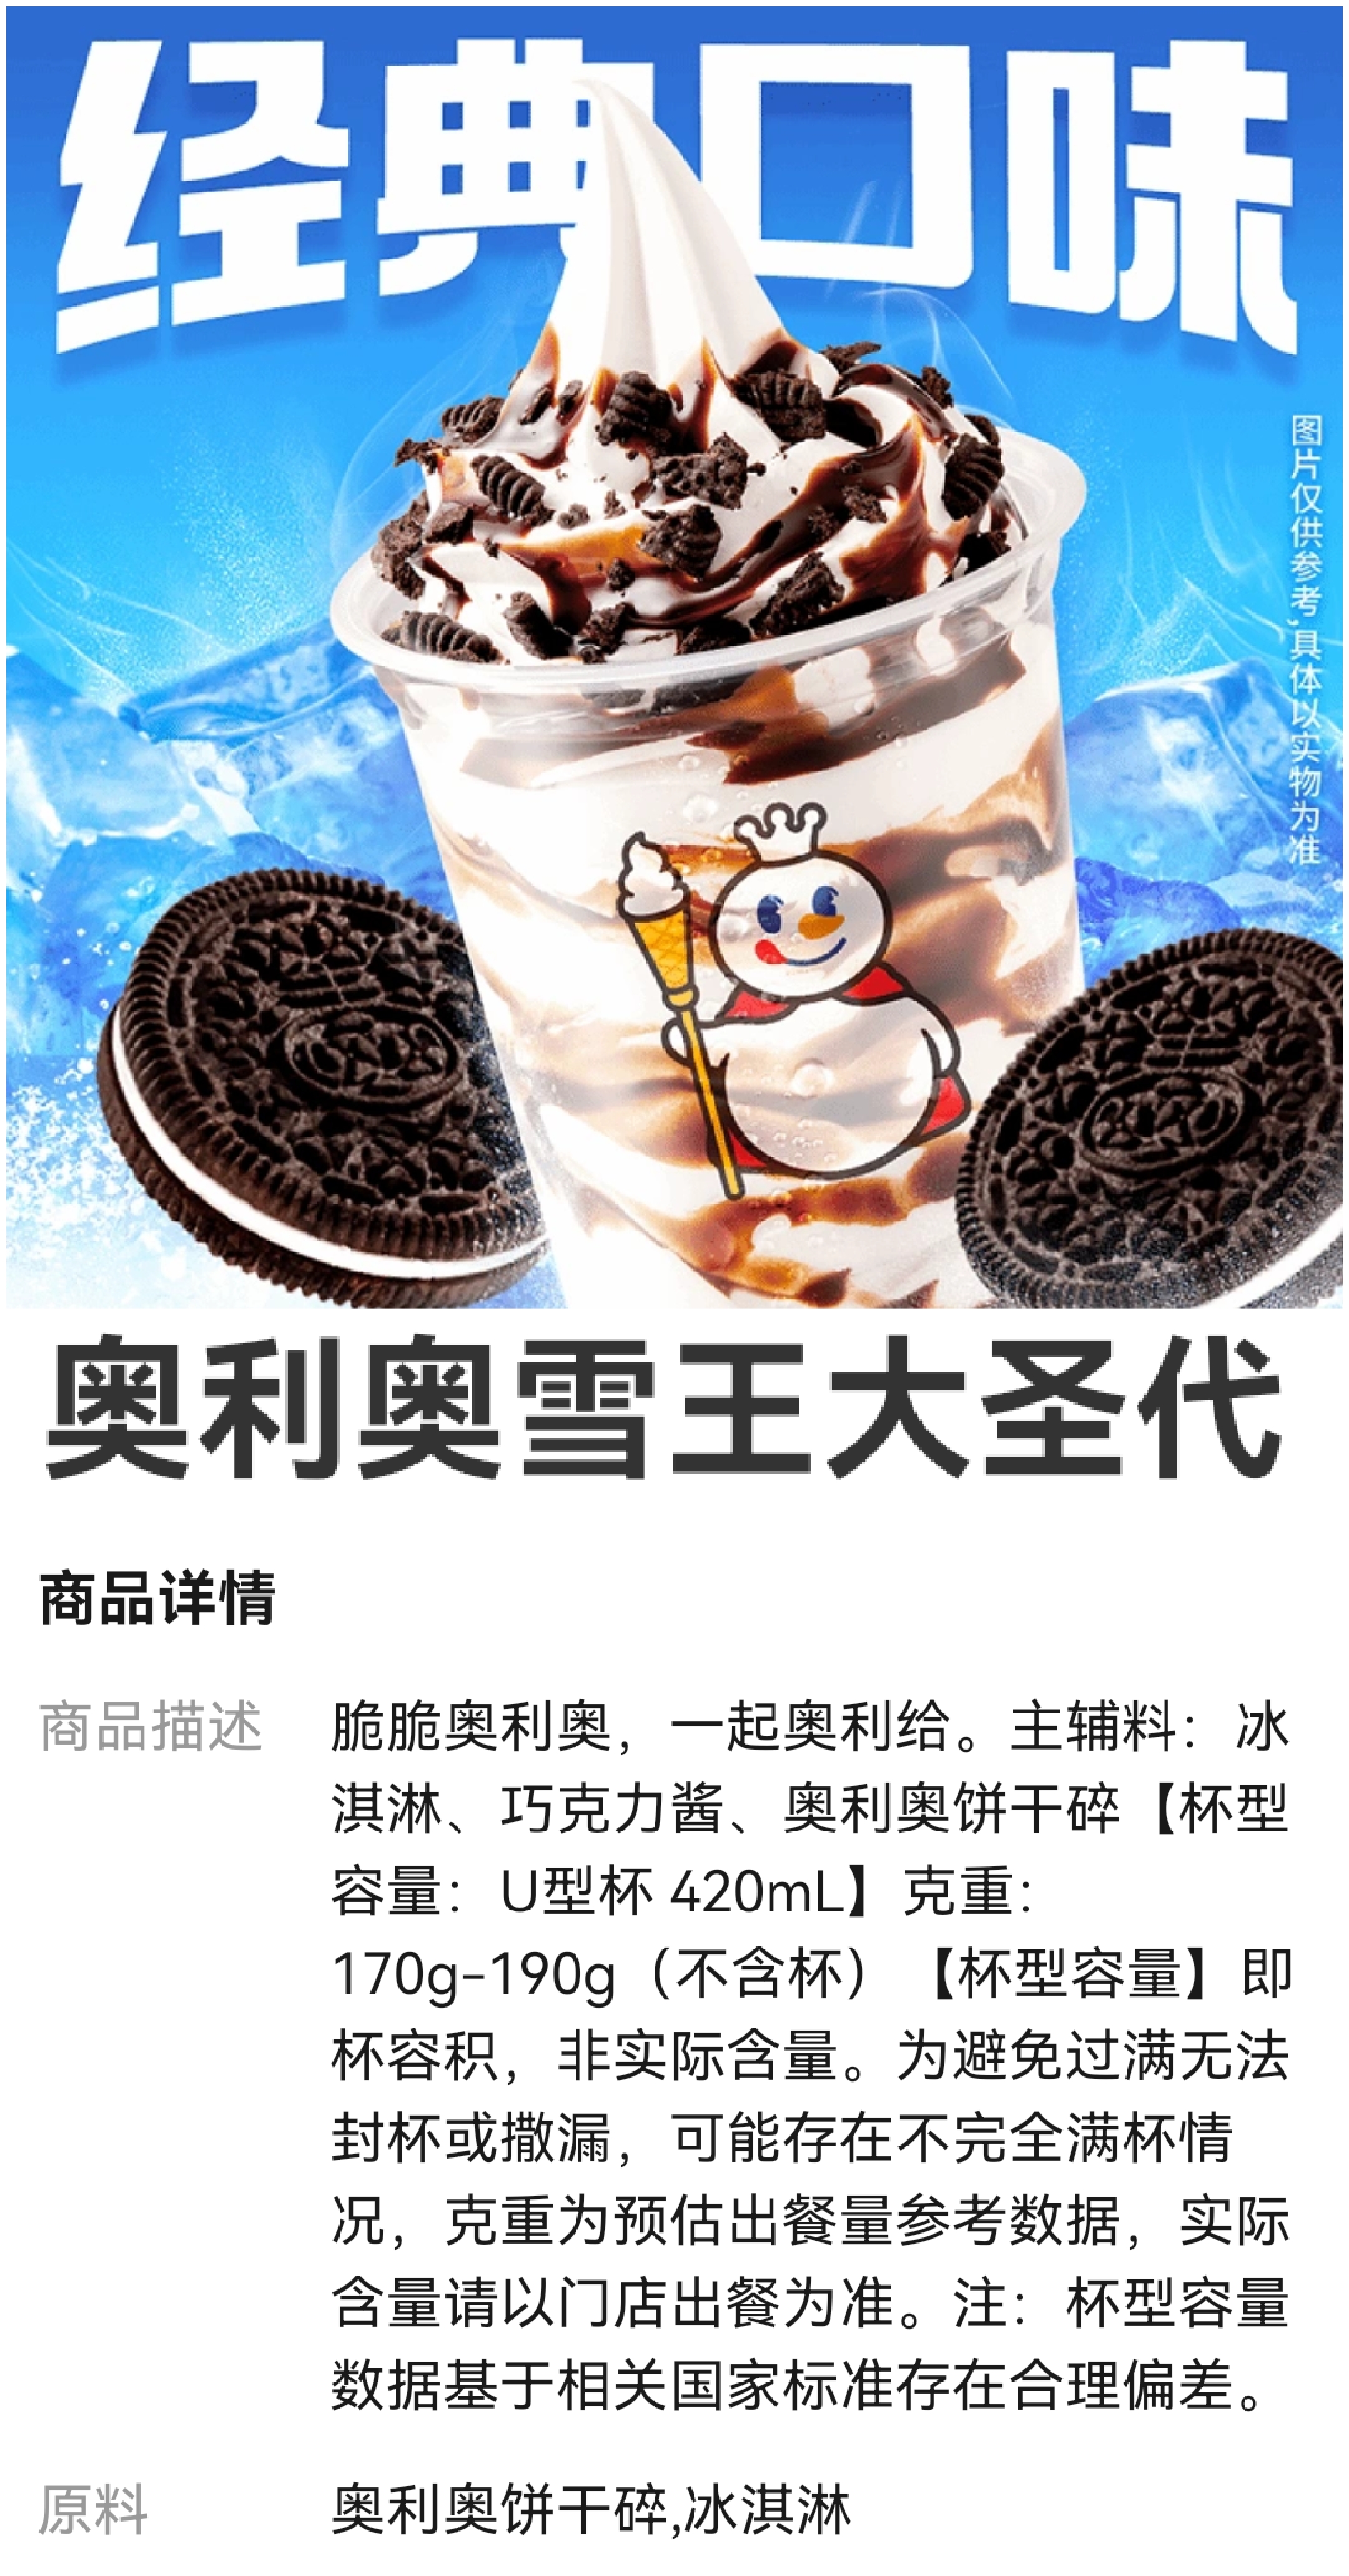 经典口味
图片仅供参考,具体以实物为准
奥利奥雪王大圣代
商品详情
商品描述
脆脆奥利奥，一起奥利给。主辅料：冰
淇淋、巧克力酱、奥利奥饼干碎【杯型
容量：U型杯 420mL】克重：
170g-190g（不含杯）【杯型容量】即
杯容积，非实际含量。为避免过满无法
封杯或撒漏，可能存在不完全满杯情
况，克重为预估出餐量参考数据，实际
含量请以门店出餐为准。注：杯型容量
数据基于相关国家标准存在合理偏差。
原料
奥利奥饼干碎,冰淇淋